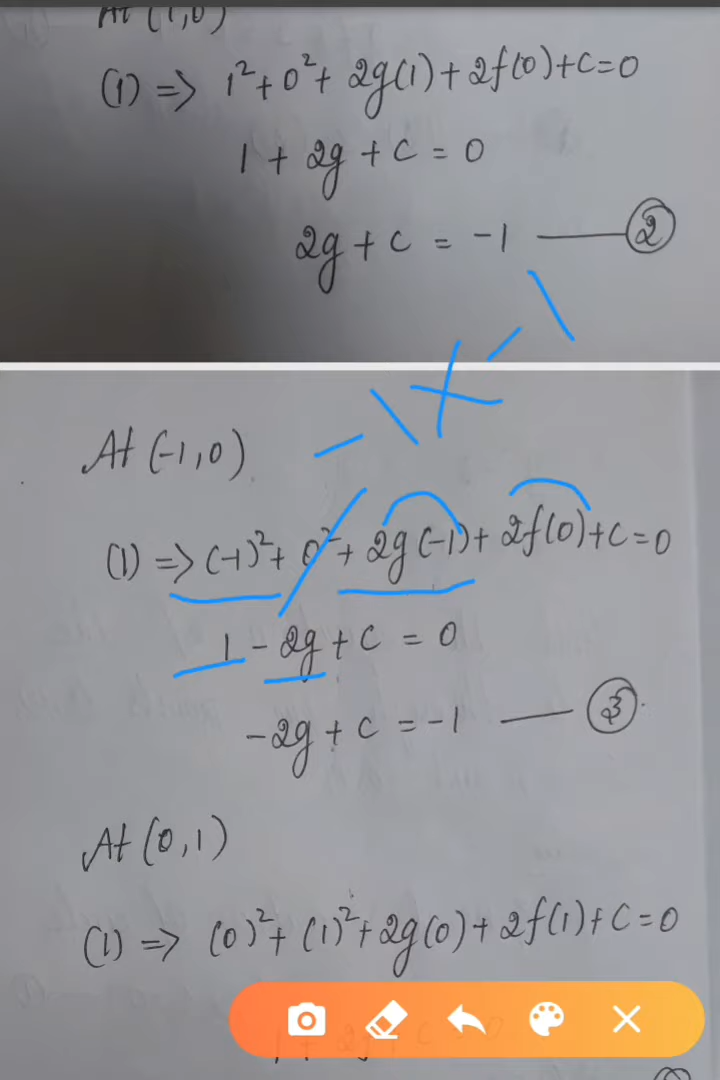 At (1,0)
(1) => 1²+0²+ 2g(1)+2f(0)+c=0
1 + 2g + c = 0
2g + c = -1 —— ②
-1 x -1
At (-1,0)
(1) => (-1)²+ 0²+ 2g(-1)+ 2f(0)+c=0
1 - 2g + c = 0
-2g + c = -1 —— ③
At (0,1)
(1) => (0)²+ (1)²+2g(0)+ 2f(1)+c=0